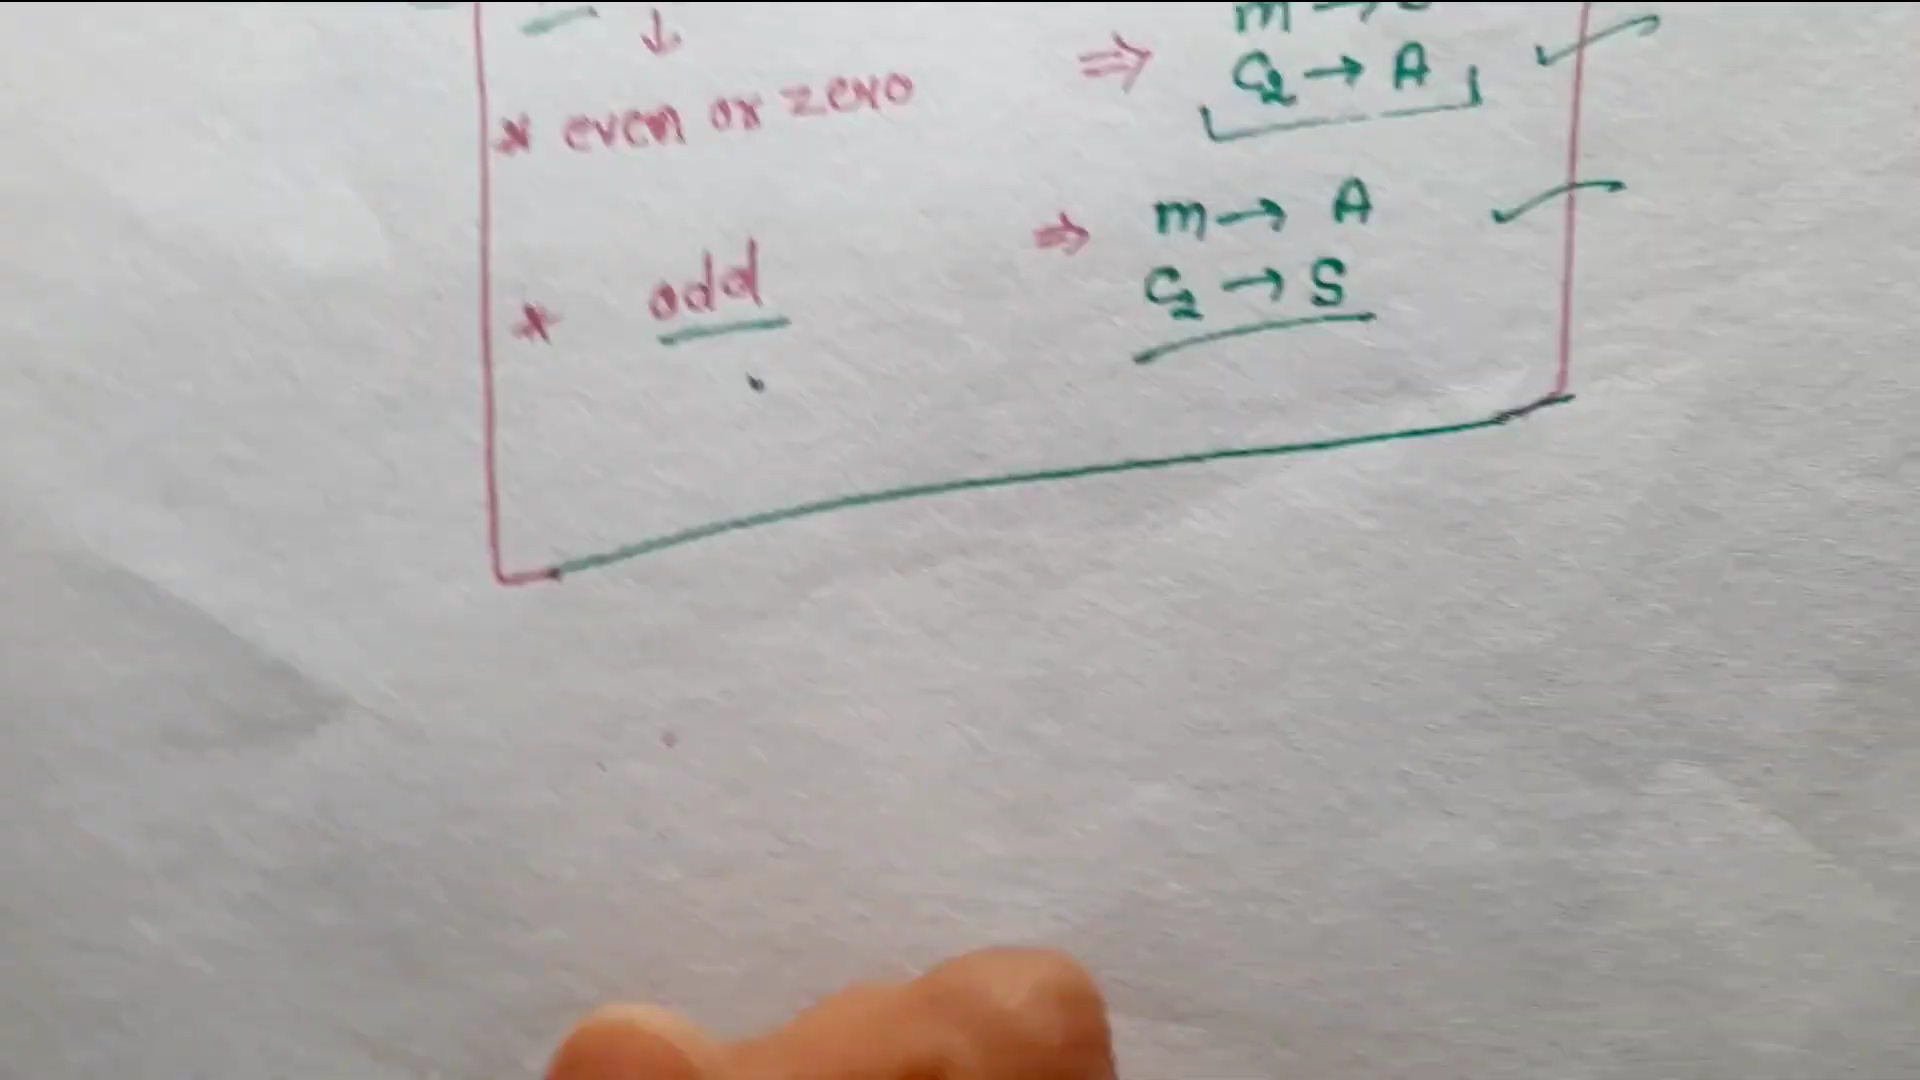 * even or zero ⇒ C₂ → A
m → A
* odd ⇒ C₂ → S